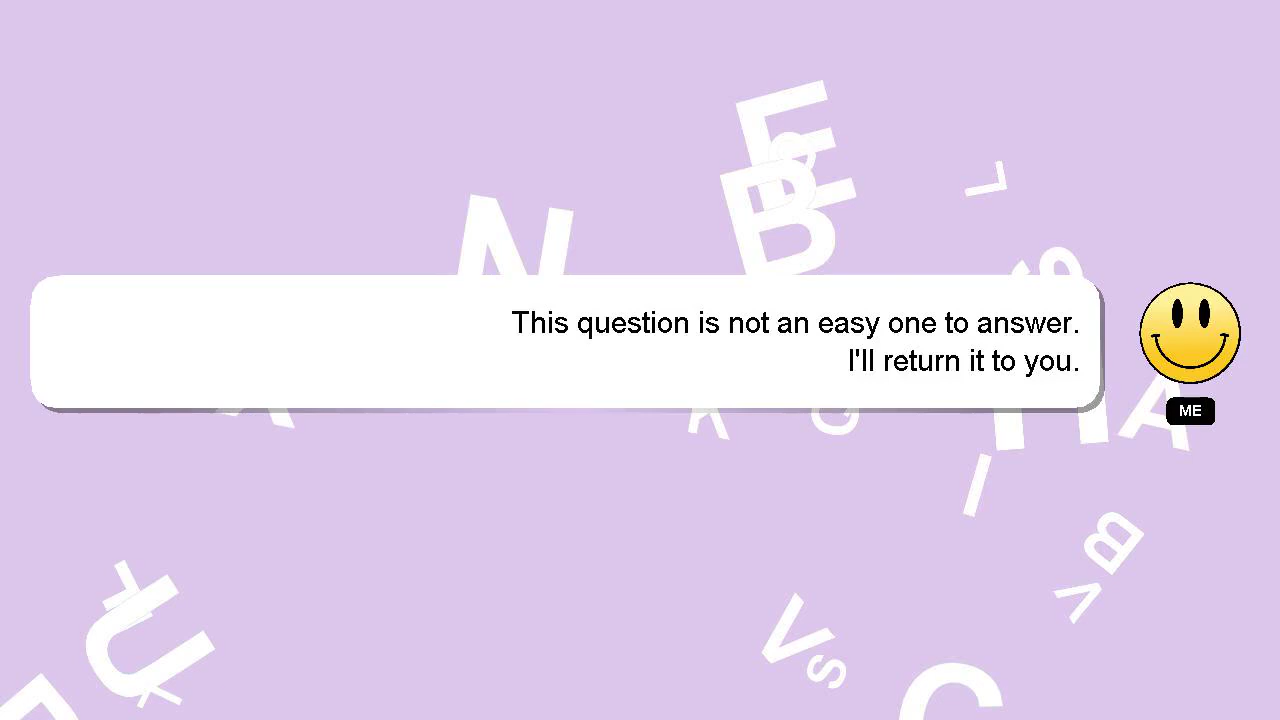 E
B
L
N
S
This question is not an easy one to answer.
I'll return it to you.
ME
K
G
A
I
B
V
U
V
S
C